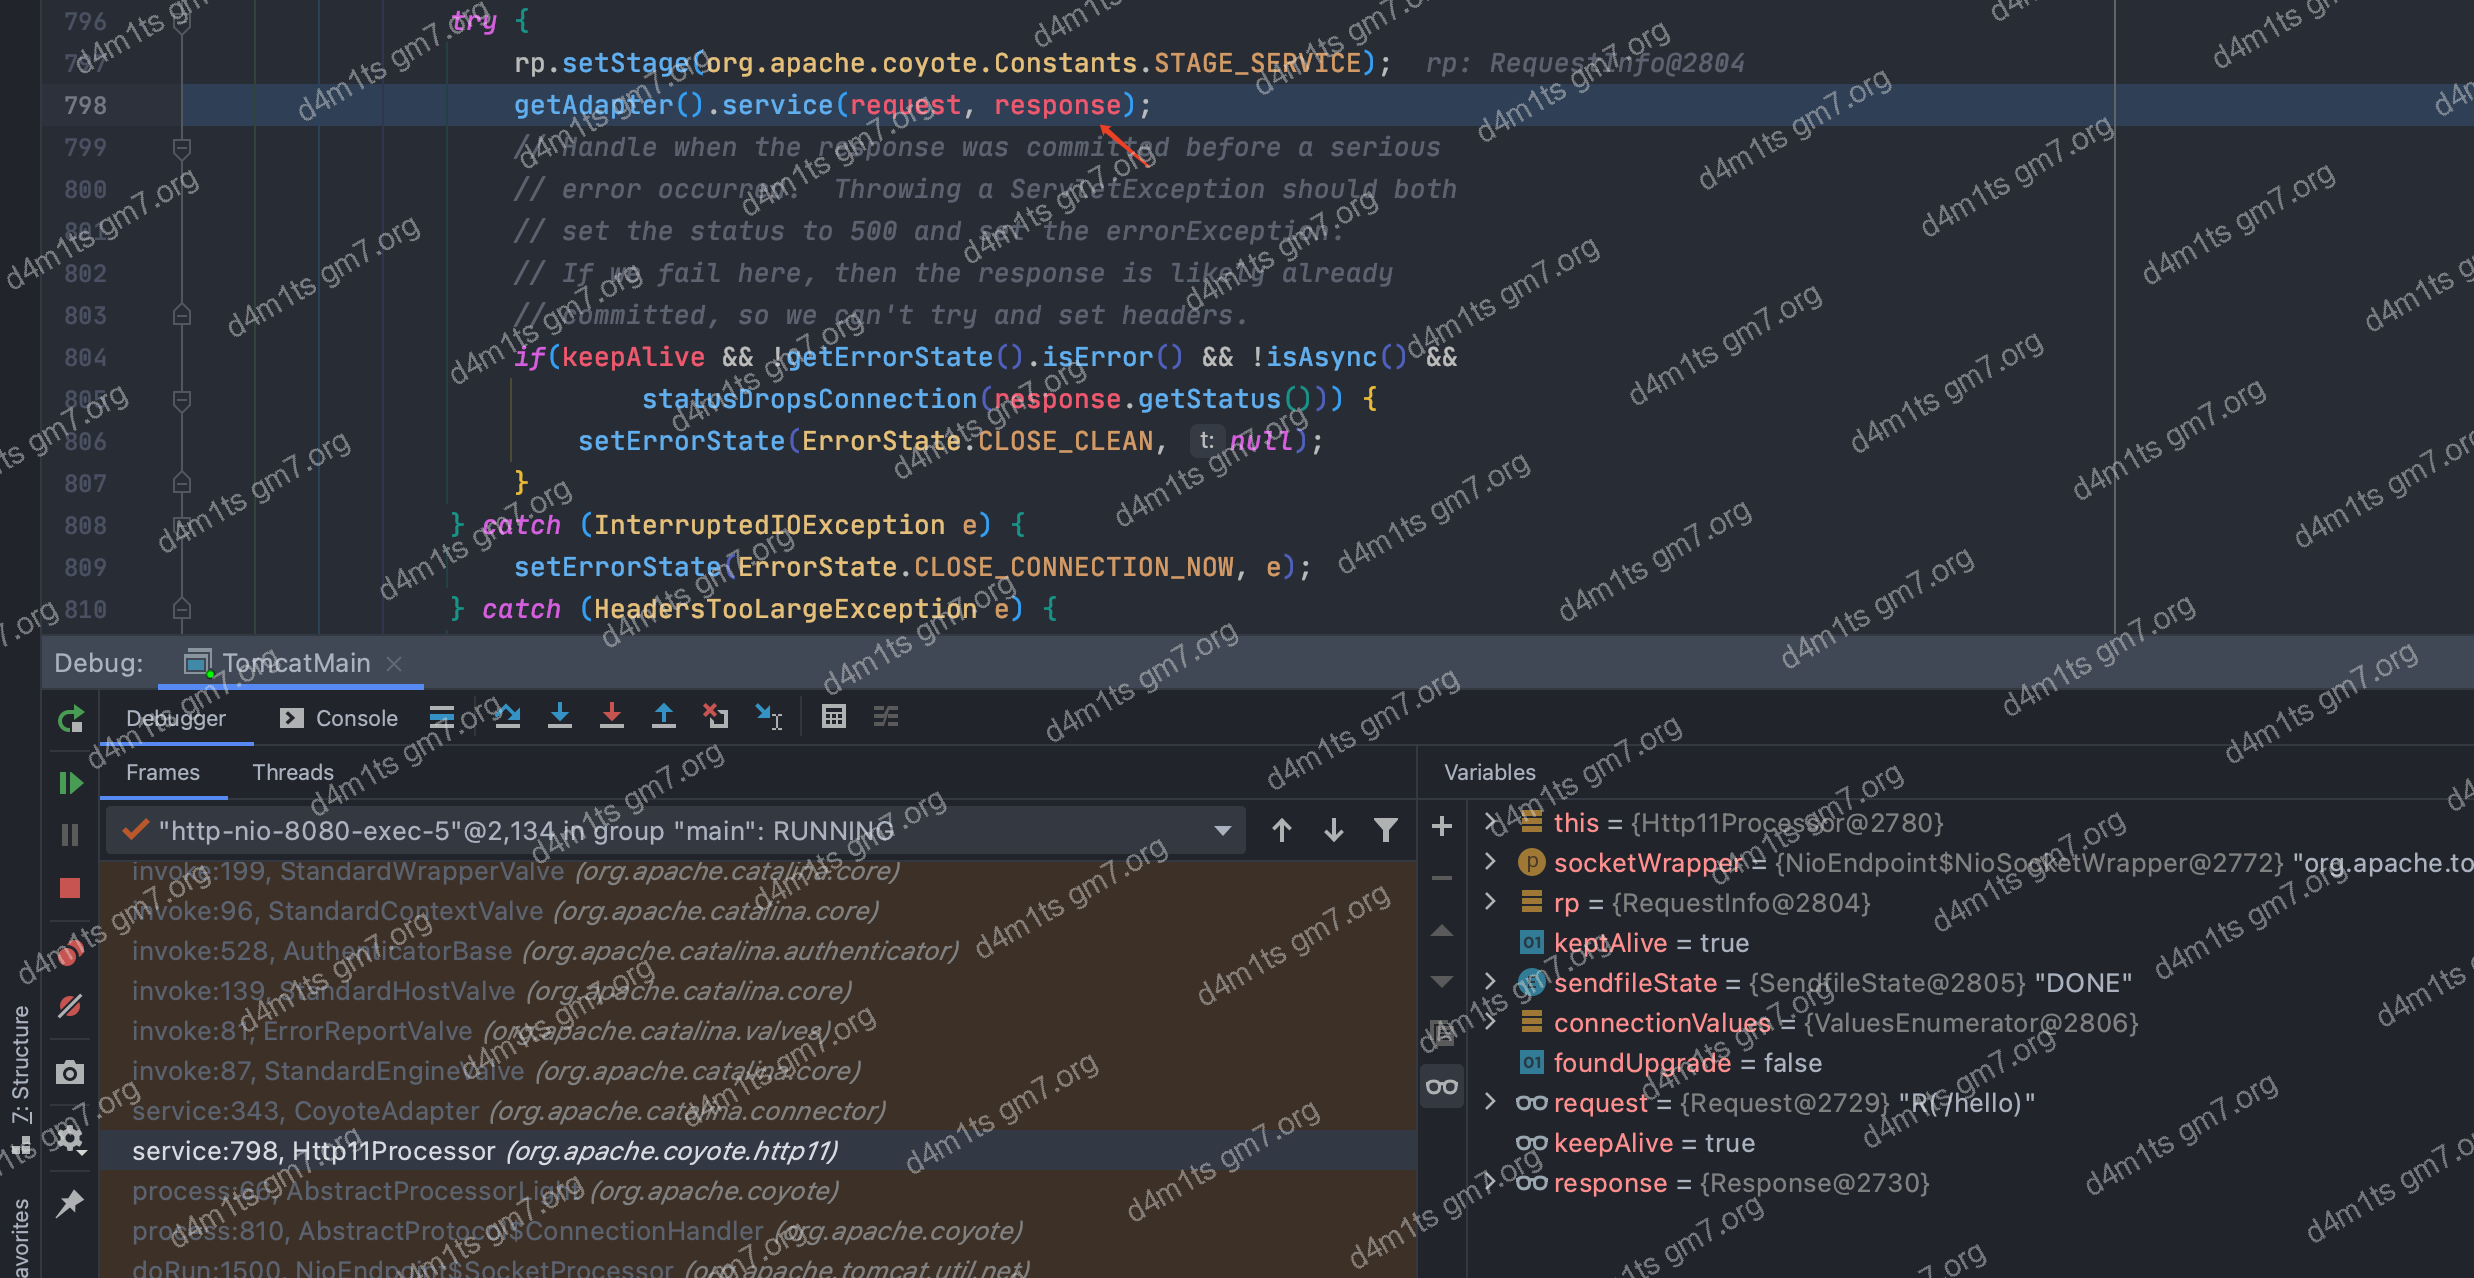 796 try {
797 rp.setStage(org.apache.coyote.Constants.STAGE_SERVICE); rp: RequestInfo@2804
798 getAdapter().service(request, response);
799 // Handle when the response was committed before a serious
800 // error occurred. Throwing a ServletException should both
801 // set the status to 500 and set the errorException.
802 // If we fail here, then the response is likely already
803 // committed, so we can't try and set headers.
804 if(keepAlive && !getErrorState().isError() && !isAsync() &&
805 statusDropsConnection(response.getStatus())) {
806 setErrorState(ErrorState.CLOSE_CLEAN, t: null);
807 }
808 } catch (InterruptedIOException e) {
809 setErrorState(ErrorState.CLOSE_CONNECTION_NOW, e);
810 } catch (HeadersTooLargeException e) {
Debug: TomcatMain
Debugger Console
Frames Threads
Variables
"http-nio-8080-exec-5"@2,134 in group "main": RUNNING
invoke:199, StandardWrapperValve (org.apache.catalina.core)
invoke:96, StandardContextValve (org.apache.catalina.core)
invoke:528, AuthenticatorBase (org.apache.catalina.authenticator)
invoke:139, StandardHostValve (org.apache.catalina.core)
invoke:81, ErrorReportValve (org.apache.catalina.valves)
invoke:87, StandardEngineValve (org.apache.catalina.core)
service:343, CoyoteAdapter (org.apache.catalina.connector)
service:798, Http11Processor (org.apache.coyote.http11)
process:66, AbstractProcessorLight (org.apache.coyote)
process:810, AbstractProtocol$ConnectionHandler (org.apache.coyote)
doRun:1500, NioEndpoint$SocketProcessor (org.apache.tomcat.util.net)
this = {Http11Processor@2780}
p socketWrapper = {NioEndpoint$NioSocketWrapper@2772} "org.apache.to
rp = {RequestInfo@2804}
01 keptAlive = true
sendfileState = {SendfileState@2805} "DONE"
connectionValues = {ValuesEnumerator@2806}
01 foundUpgrade = false
request = {Request@2729} "R( /hello)"
keepAlive = true
response = {Response@2730}
7: Structure
avorites
d4m1ts gm7.org